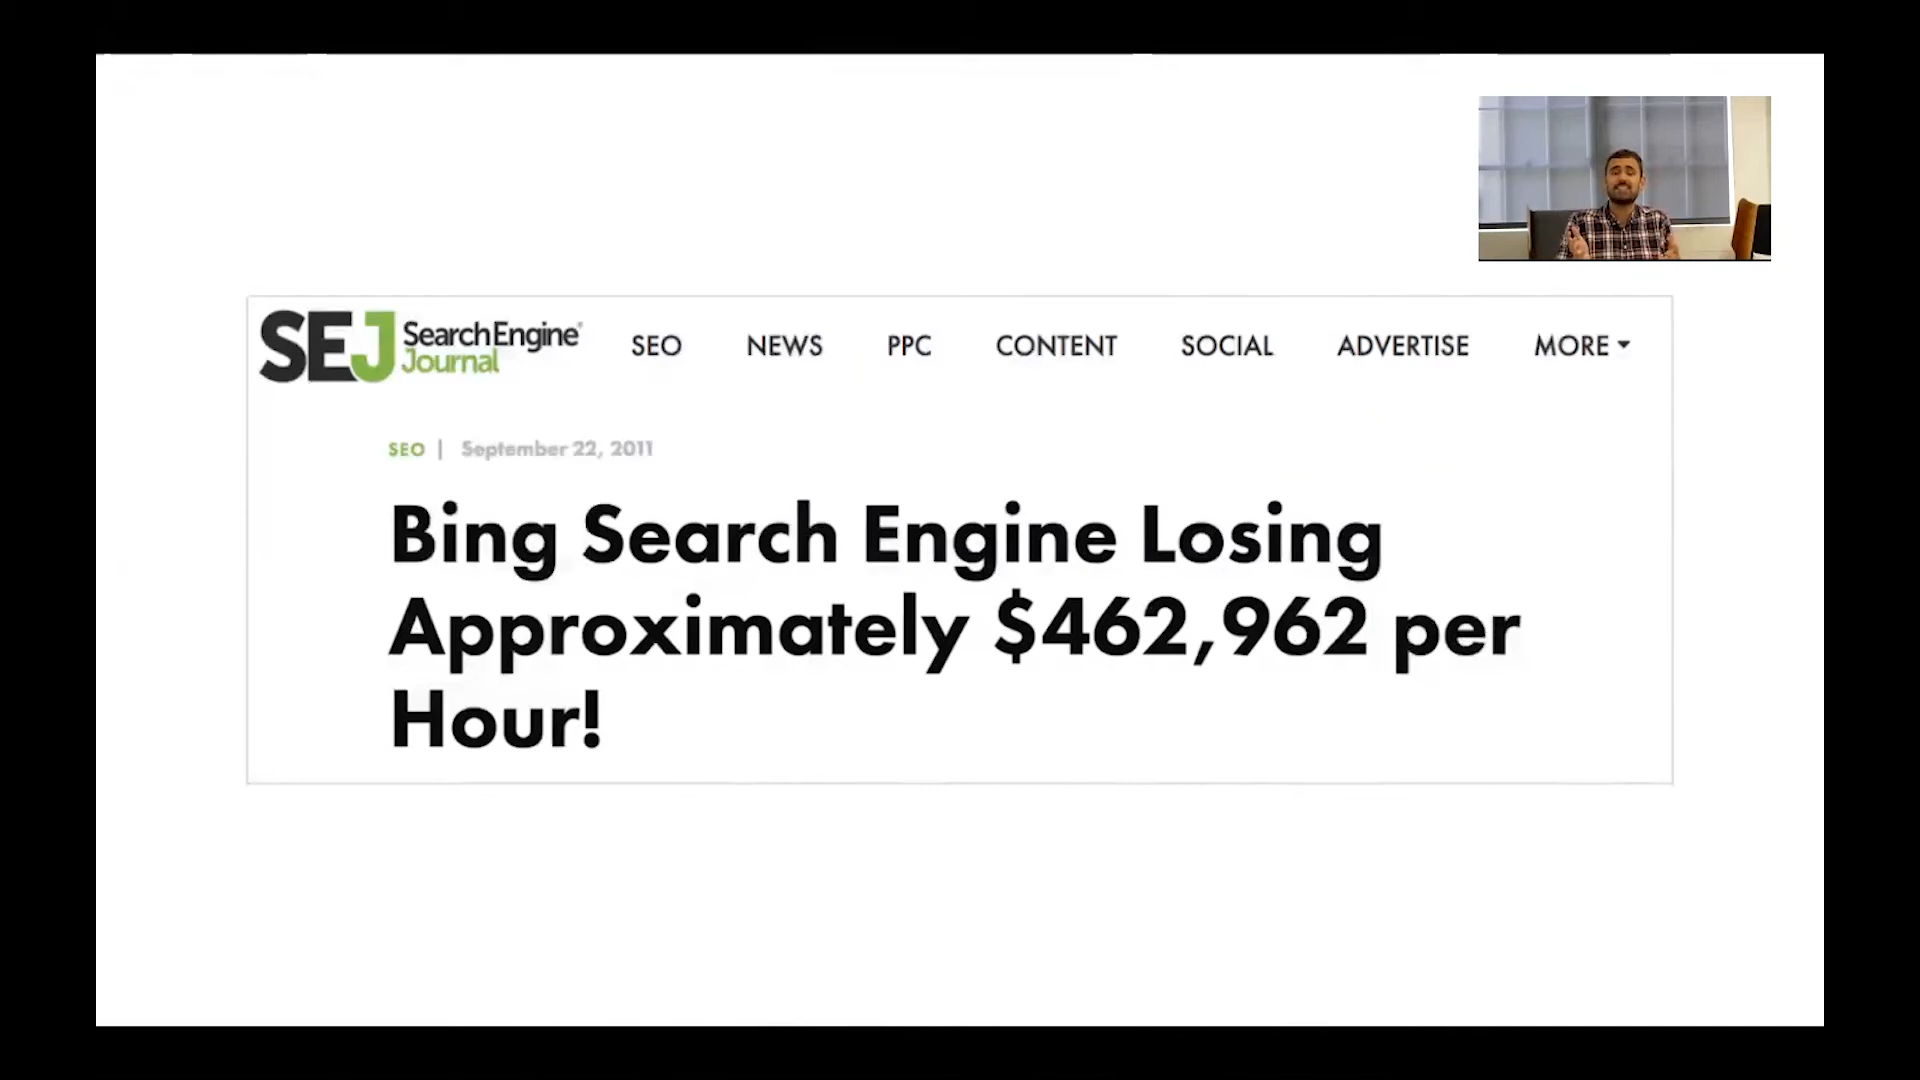 SEJ SearchEngine Journal SEO NEWS PPC CONTENT SOCIAL ADVERTISE MORE
SEO | September 22, 2011
Bing Search Engine Losing
Approximately $462,962 per
Hour!